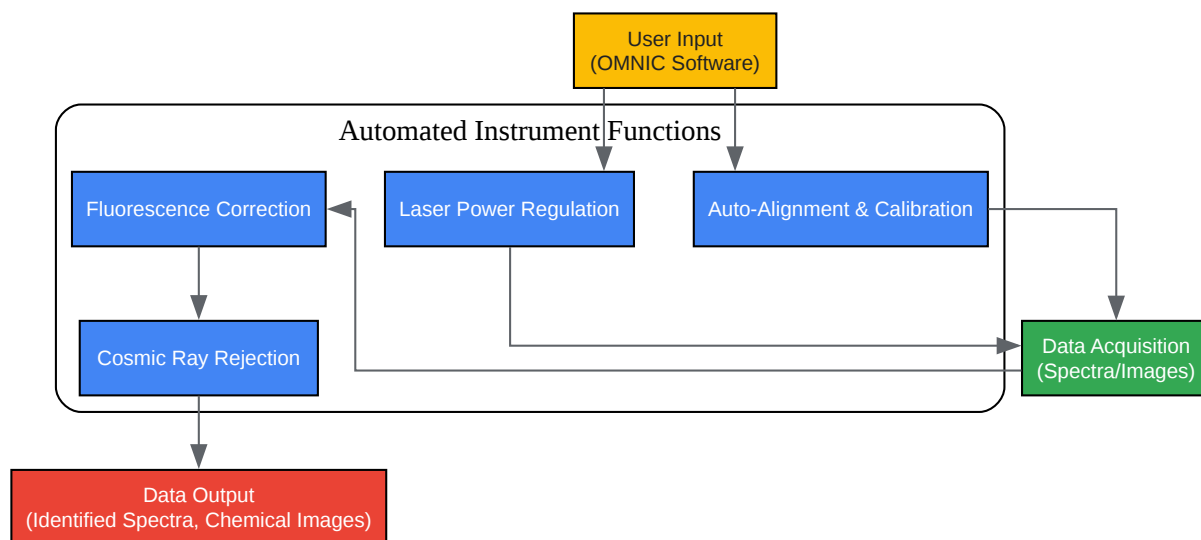 User Input
(OMNIC Software)
Automated Instrument Functions
Fluorescence Correction
Laser Power Regulation
Auto-Alignment & Calibration
Cosmic Ray Rejection
Data Acquisition
(Spectra/Images)
Data Output
(Identified Spectra, Chemical Images)